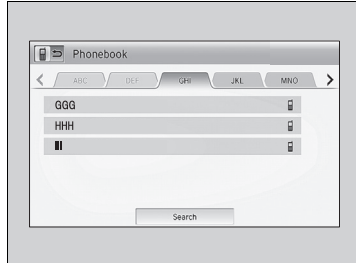 Phonebook
ABC DEF GHI JKL MNO
GGG
HHH
III
Search